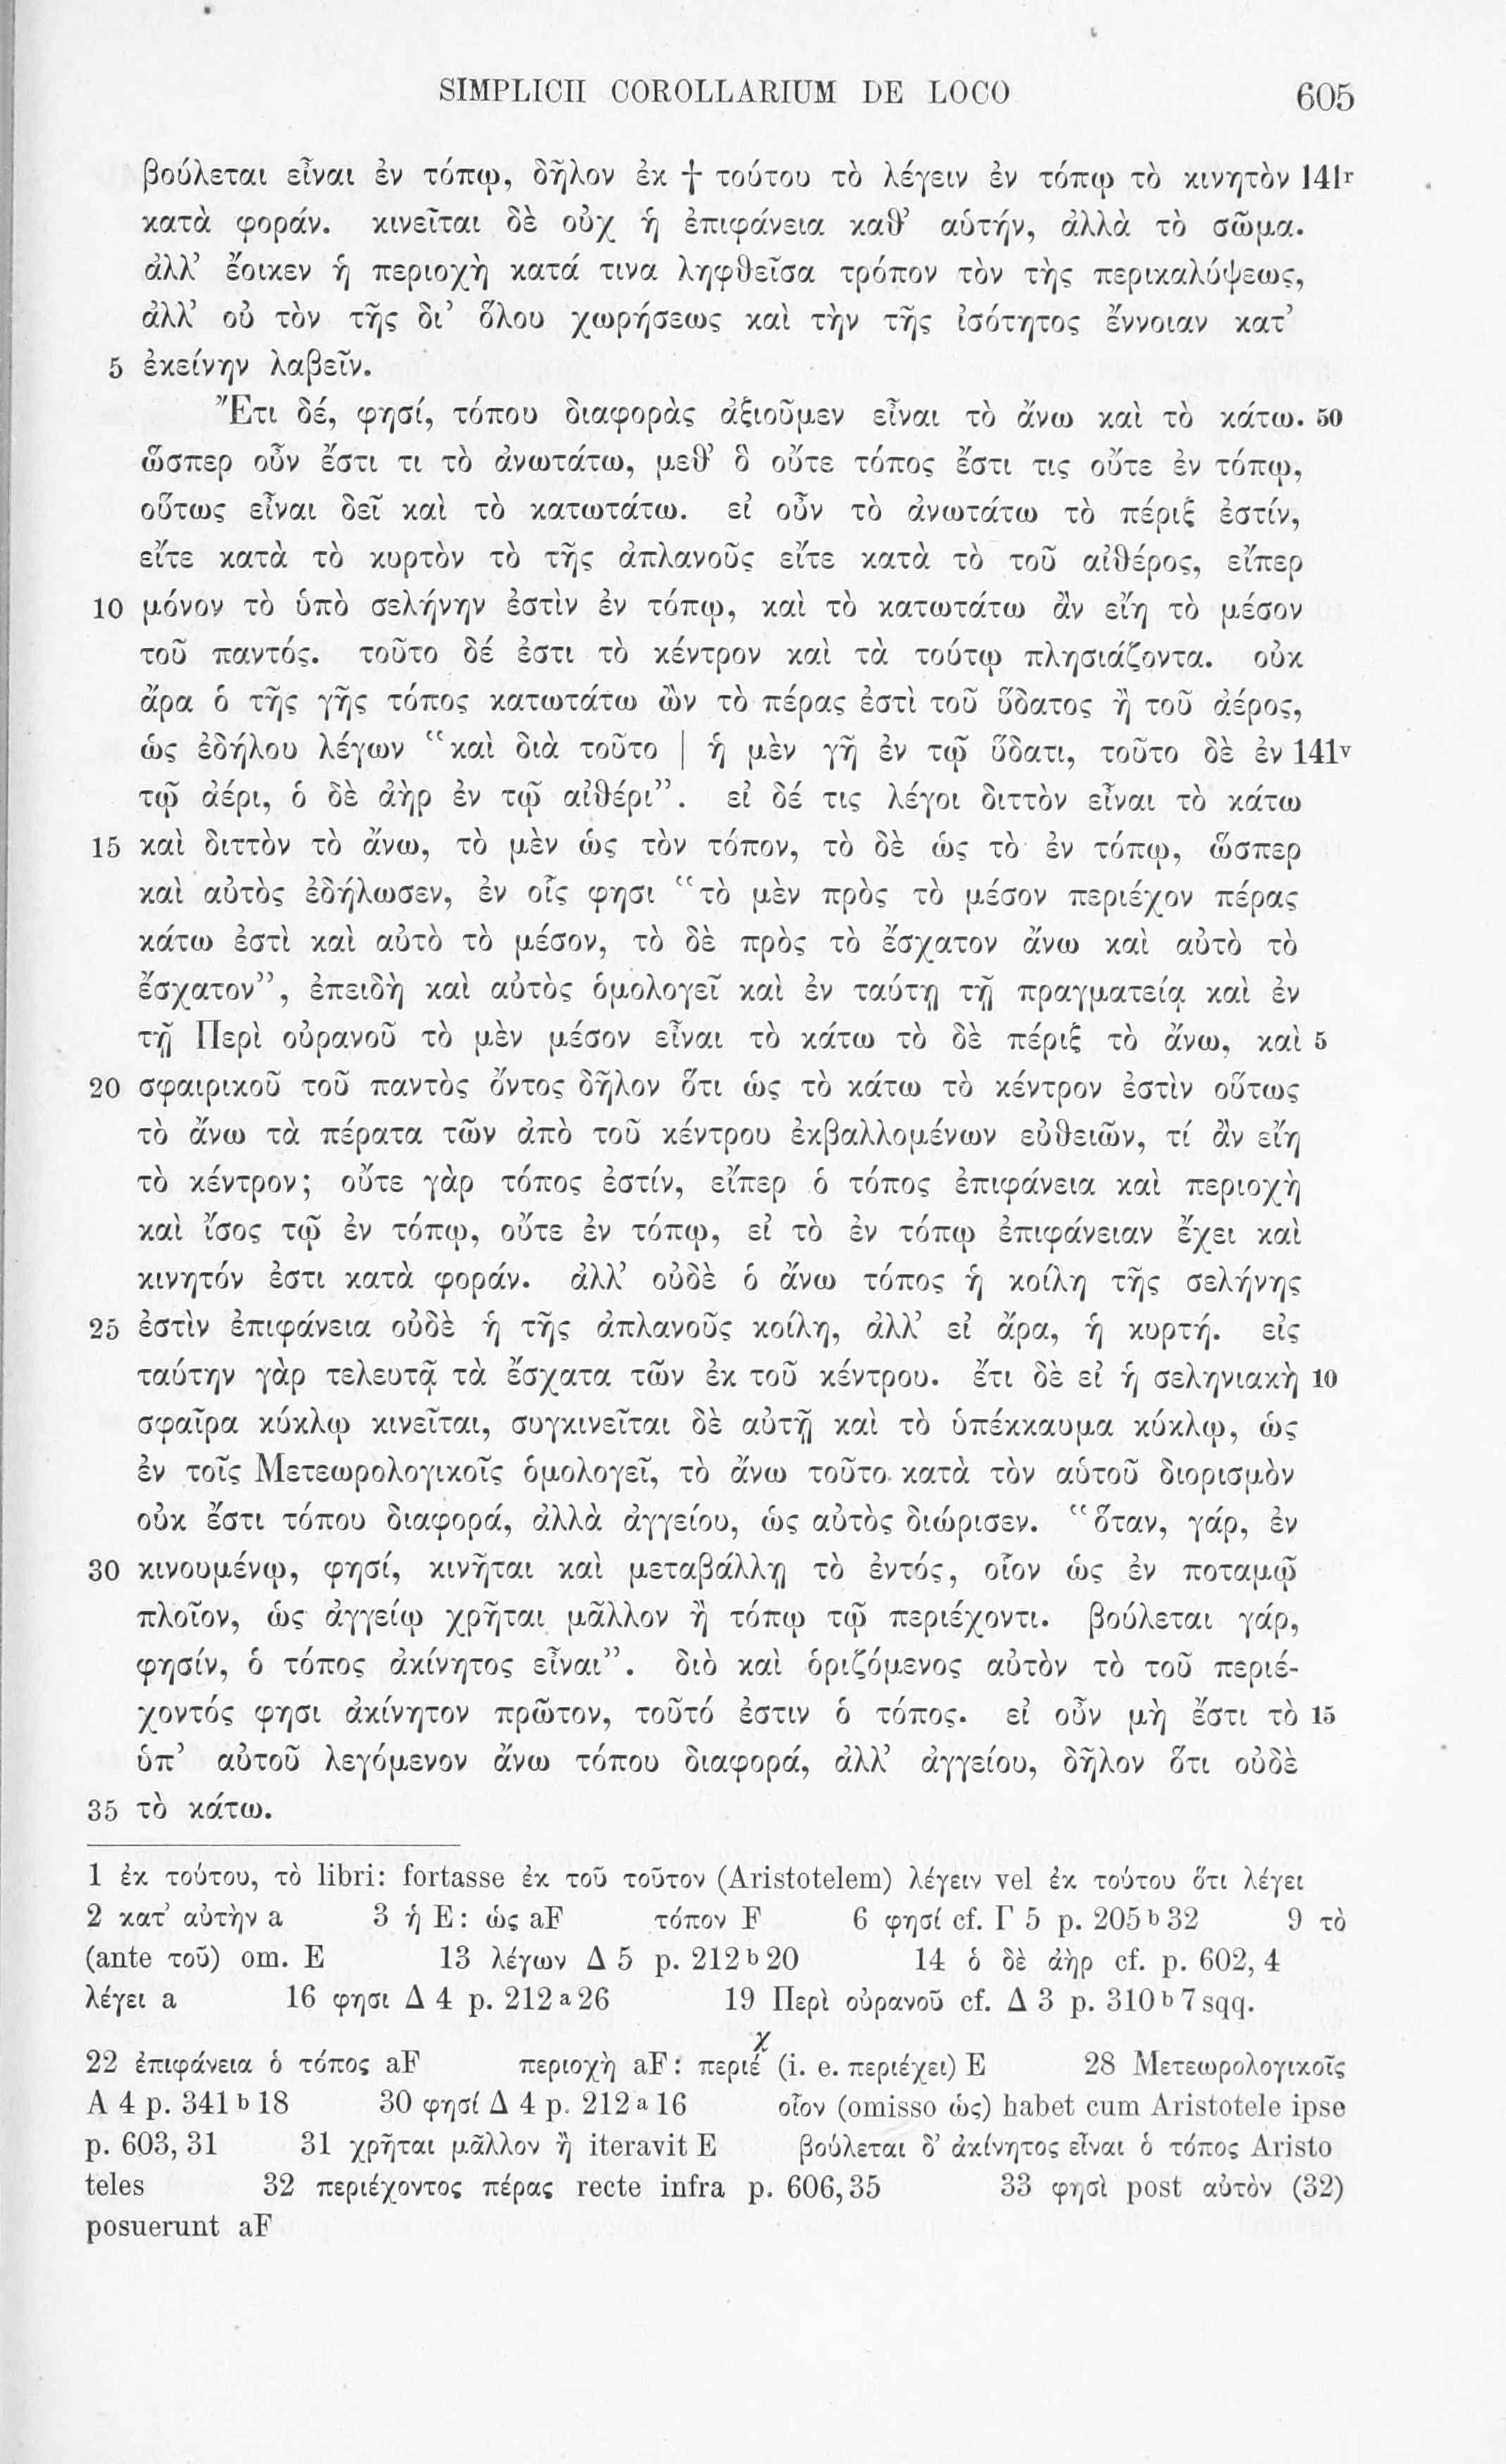 SIMPLICII COROLLARIUM DE LOCO 605
βούλεται εἶναι ἐν τόπῳ, δῆλον ἐκ † τούτου τὸ λέγειν ἐν τόπῳ τὸ κινητὸν 141r
κατὰ φοράν. κινεῖται δὲ οὐχ ἡ ἐπιφάνεια καθ’ αὑτήν, ἀλλὰ τὸ σῶμα.
ἀλλ’ ἔοικεν ἡ περιοχὴ κατά τινα ληφθεῖσα τρόπον τὸν τῆς περικαλύψεως,
ἀλλ’ οὐ τὸν τῆς δι’ ὅλου χωρήσεως καὶ τὴν τῆς ἰσότητος ἔννοιαν κατ’
5 ἐκείνην λαβεῖν.
Ἔτι δέ, φησί, τόπου διαφορὰς ἀξιοῦμεν εἶναι τὸ ἄνω καὶ τὸ κάτω. 50
ὥσπερ οὖν ἔστι τι τὸ ἀνωτάτω, μεθ’ ὃ οὔτε τόπος ἔστι τις οὔτε ἐν τόπῳ,
οὕτως εἶναι δεῖ καὶ τὸ κατωτάτω. εἰ οὖν τὸ ἀνωτάτω τὸ πέριξ ἐστίν,
εἴτε κατὰ τὸ κυρτὸν τὸ τῆς ἀπλανοῦς εἴτε κατὰ τὸ τοῦ αἰθέρος, εἴπερ
10 μόνον τὸ ὑπὸ σελήνην ἐστὶν ἐν τόπῳ, καὶ τὸ κατωτάτω ἂν εἴη τὸ μέσον
τοῦ παντός. τοῦτο δέ ἐστι τὸ κέντρον καὶ τὰ τούτῳ πλησιάζοντα. οὐκ
ἄρα ὁ τῆς γῆς τόπος κατωτάτω ὢν τὸ πέρας ἐστὶ τοῦ ὕδατος ἢ τοῦ ἀέρος,
ὡς ἐδήλου λέγων “καὶ διὰ τοῦτο | ἡ μὲν γῆ ἐν τῷ ὕδατι, τοῦτο δὲ ἐν 141v
τῷ ἀέρι, ὁ δὲ ἀὴρ ἐν τῷ αἰθέρι”. εἰ δέ τις λέγοι διττὸν εἶναι τὸ κάτω
15 καὶ διττὸν τὸ ἄνω, τὸ μὲν ὡς τὸν τόπον, τὸ δὲ ὡς τὸ ἐν τόπῳ, ὥσπερ
καὶ αὐτὸς ἐδήλωσεν, ἐν οἷς φησι “τὸ μὲν πρὸς τὸ μέσον περιέχον πέρας
κάτω ἐστὶ καὶ αὐτὸ τὸ μέσον, τὸ δὲ πρὸς τὸ ἔσχατον ἄνω καὶ αὐτὸ τὸ
ἔσχατον”, ἐπειδὴ καὶ αὐτὸς ὁμολογεῖ καὶ ἐν ταύτῃ τῇ πραγματείᾳ καὶ ἐν
τῇ Περὶ οὐρανοῦ τὸ μὲν μέσον εἶναι τὸ κάτω τὸ δὲ πέριξ τὸ ἄνω, καὶ 5
20 σφαιρικοῦ τοῦ παντὸς ὄντος δῆλον ὅτι ὡς τὸ κάτω τὸ κέντρον ἐστὶν οὕτως
τὸ ἄνω τὰ πέρατα τῶν ἀπὸ τοῦ κέντρου ἐκβαλλομένων εὐθειῶν, τί ἂν εἴη
τὸ κέντρον; οὔτε γὰρ τόπος ἐστίν, εἴπερ ὁ τόπος ἐπιφάνεια καὶ περιοχὴ
καὶ ἴσος τῷ ἐν τόπῳ, οὔτε ἐν τόπῳ, εἰ τὸ ἐν τόπῳ ἐπιφάνειαν ἔχει καὶ
κινητόν ἐστι κατὰ φοράν. ἀλλ’ οὐδὲ ὁ ἄνω τόπος ἡ κοίλη τῆς σελήνης
25 ἐστὶν ἐπιφάνεια οὐδὲ ἡ τῆς ἀπλανοῦς κοίλη, ἀλλ’ εἰ ἄρα, ἡ κυρτή. εἰς
ταύτην γὰρ τελευτᾷ τὰ ἔσχατα τῶν ἐκ τοῦ κέντρου. ἔτι δὲ εἰ ἡ σεληνιακὴ 10
σφαῖρα κύκλῳ κινεῖται, συγκινεῖται δὲ αὐτῇ καὶ τὸ ὑπέκκαυμα κύκλῳ, ὡς
ἐν τοῖς Μετεωρολογικοῖς ὁμολογεῖ, τὸ ἄνω τοῦτο κατὰ τὸν αὑτοῦ διορισμὸν
οὐκ ἔστι τόπου διαφορά, ἀλλὰ ἀγγείου, ὡς αὐτὸς διώρισεν. “ὅταν, γάρ, ἐν
30 κινουμένῳ, φησί, κινῆται καὶ μεταβάλλῃ τὸ ἐντός, οἷον ὡς ἐν ποταμῷ
πλοῖον, ὡς ἀγγείῳ χρῆται μᾶλλον ἢ τόπῳ τῷ περιέχοντι. βούλεται γάρ,
φησίν, ὁ τόπος ἀκίνητος εἶναι”. διὸ καὶ ὁριζόμενος αὐτὸν τὸ τοῦ περιέ-
χοντός φησι ἀκίνητον πρῶτον, τοῦτό ἐστιν ὁ τόπος. εἰ οὖν μὴ ἔστι τὸ 15
ὑπ’ αὐτοῦ λεγόμενον ἄνω τόπου διαφορά, ἀλλ’ ἀγγείου, δῆλον ὅτι οὐδὲ
35 τὸ κάτω.
1 ἐκ τούτου, τὸ libri: fortasse ἐκ τοῦ τοῦτον (Aristotelem) λέγειν vel ἐκ τούτου ὅτι λέγει
2 κατ’ αὐτὴν a 3 ἡ E: ὡς aF τόπον F 6 φησί cf. Γ 5 p. 205 b 32 9 τὸ
(ante τοῦ) om. E 13 λέγων Δ 5 p. 212 b 20 14 ὁ δὲ ἀὴρ cf. p. 602, 4
λέγει a 16 φησι Δ 4 p. 212 a 26 19 Περὶ οὐρανοῦ cf. Δ 3 p. 310 b 7 sqq.
22 ἐπιφάνεια ὁ τόπος aF περιοχὴ aF: περιέχ (i. e. περιέχει) E 28 Μετεωρολογικοῖς
A 4 p. 341 b 18 30 φησί Δ 4 p. 212 a 16 οἷον (omisso ὡς) habet cum Aristotele ipse
p. 603, 31 31 χρῆται μᾶλλον ἢ iteravit E βούλεται δ’ ἀκίνητος εἶναι ὁ τόπος Aristo
teles 32 περιέχοντος πέρας recte infra p. 606, 35 33 φησὶ post αὐτὸν (32)
posuerunt aF